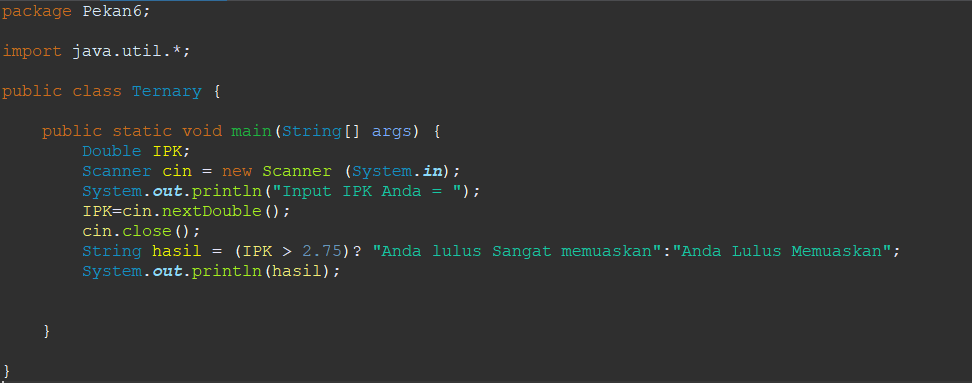 package Pekan6;
import java.util.*;
public class Ternary {
public static void main(String[] args) {
Double IPK;
Scanner cin = new Scanner (System.in);
System.out.println("Input IPK Anda = ");
IPK=cin.nextDouble();
cin.close();
String hasil = (IPK > 2.75)? "Anda lulus Sangat memuaskan":"Anda Lulus Memuaskan";
System.out.println(hasil);
}
}